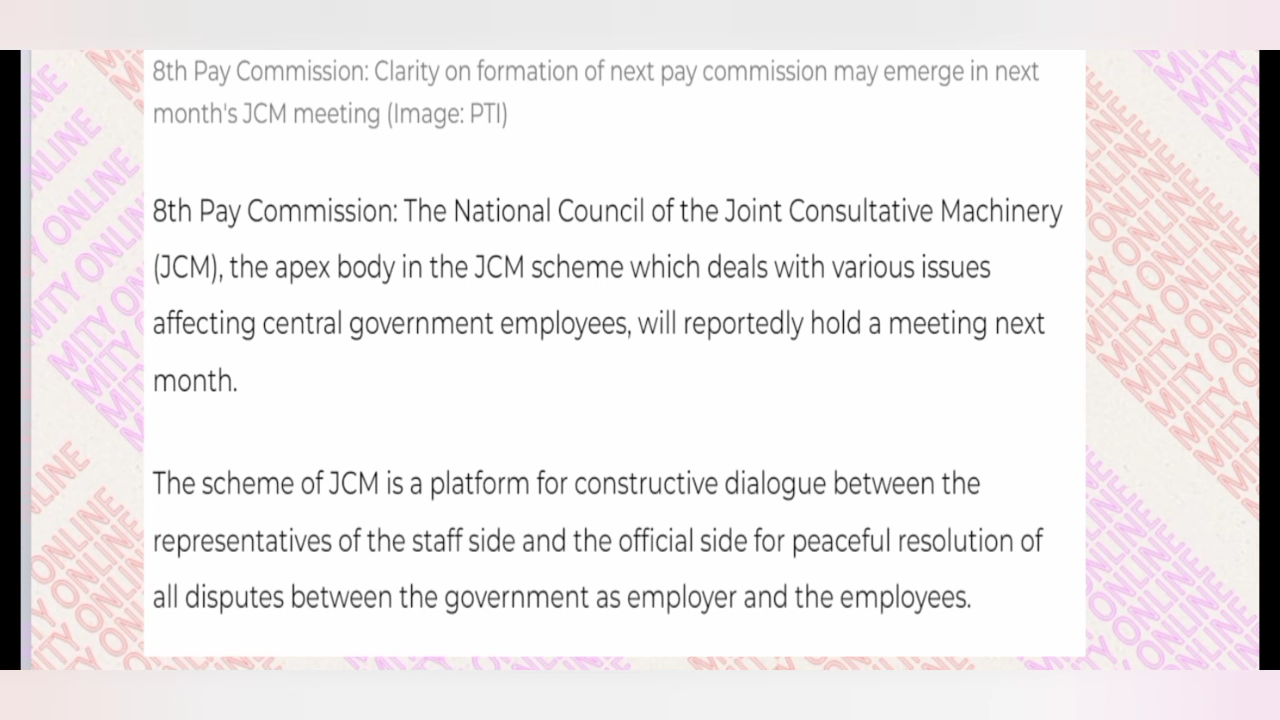 8th Pay Commission: Clarity on formation of next pay commission may emerge in next
month's JCM meeting (Image: PTI)
8th Pay Commission: The National Council of the Joint Consultative Machinery
(JCM), the apex body in the JCM scheme which deals with various issues
affecting central government employees, will reportedly hold a meeting next
month.
The scheme of JCM is a platform for constructive dialogue between the
representatives of the staff side and the official side for peaceful resolution of
all disputes between the government as employer and the employees.